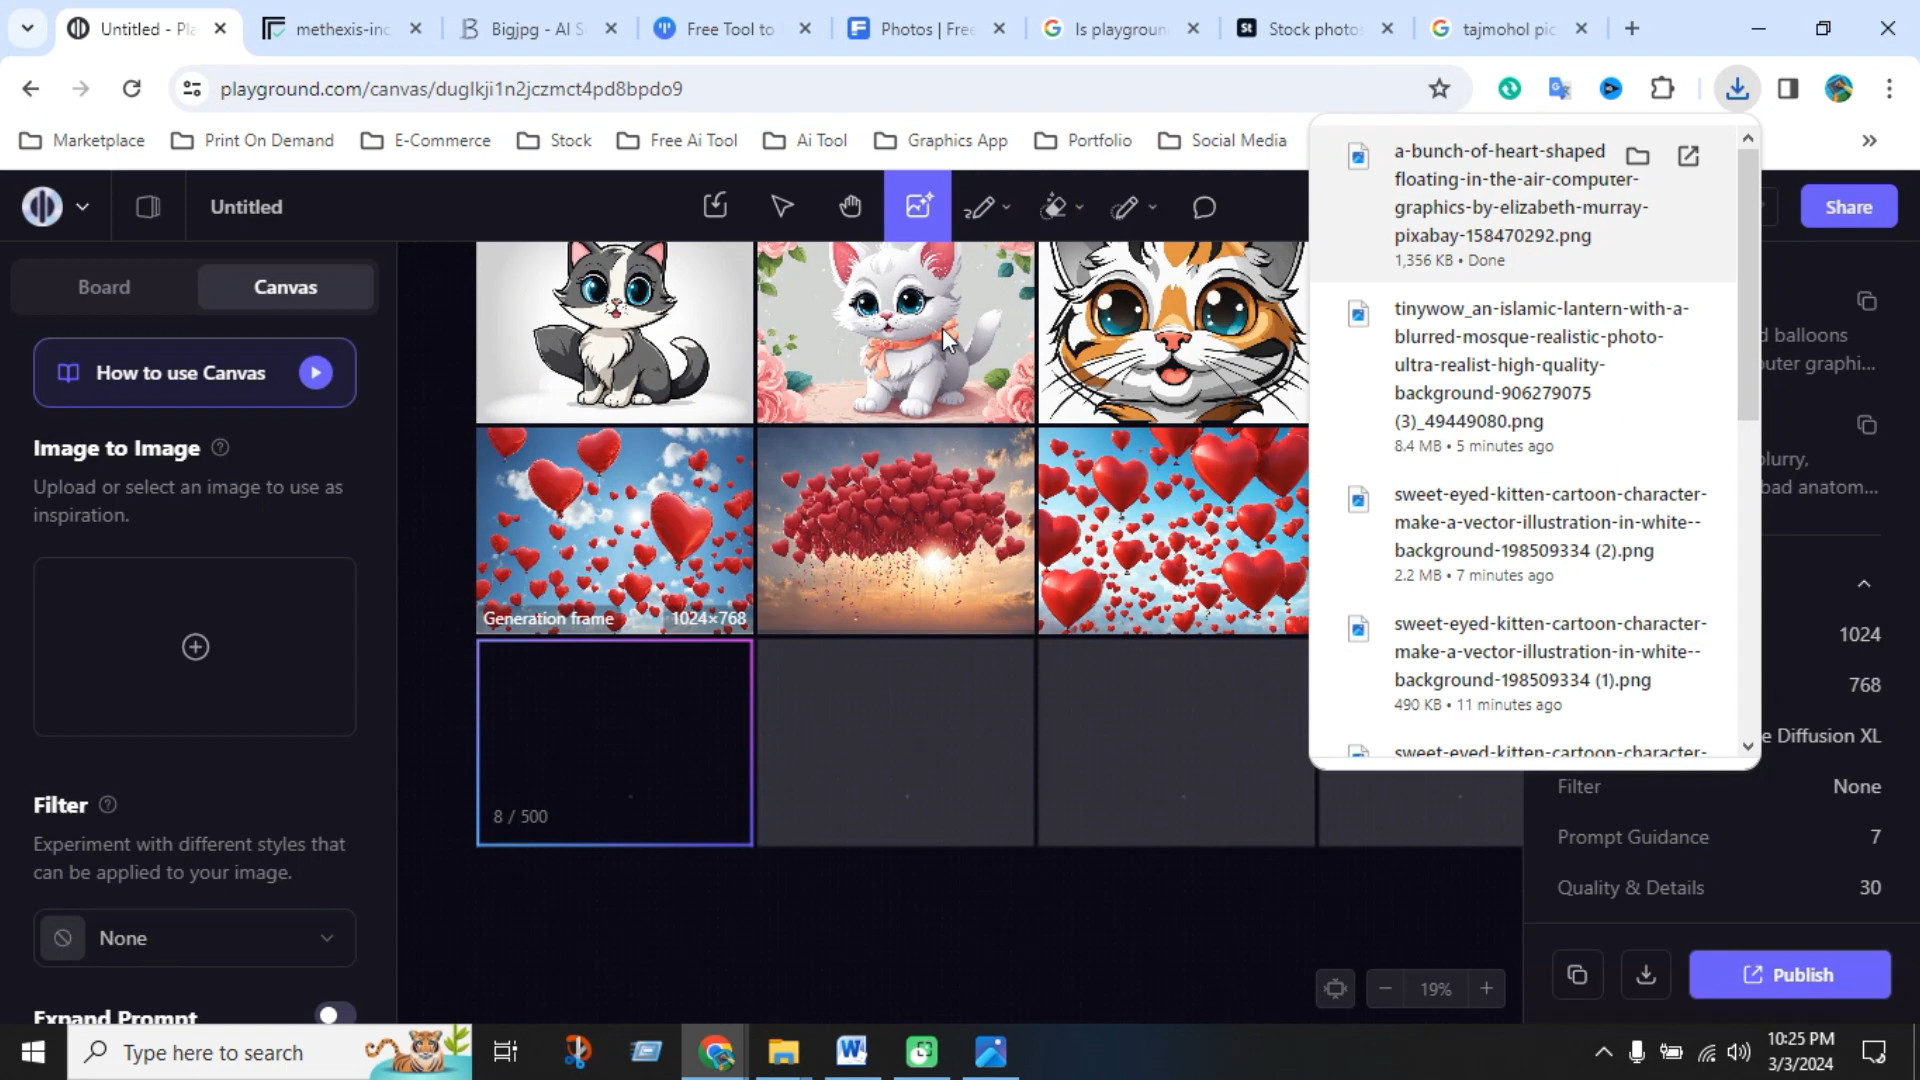 Untitled - Pla
methexis-inc
Bigjpg - AI S
Free Tool to
Photos | Free
Is playgroun
Stock photos
tajmohol pic
playground.com/canvas/duglkji1n2jczmct4pd8bpdo9
Marketplace
Print On Demand
E-Commerce
Stock
Free Ai Tool
Ai Tool
Graphics App
Portfolio
Social Media
Untitled
Share
Board
Canvas
How to use Canvas
Image to Image
Upload or select an image to use as
inspiration.
Filter
Experiment with different styles that
can be applied to your image.
None
Expand Prompt
Generation frame
1024×768
8 / 500
19%
a-bunch-of-heart-shaped
floating-in-the-air-computer-
graphics-by-elizabeth-murray-
pixabay-158470292.png
1,356 KB • Done
tinywow_an-islamic-lantern-with-a-
blurred-mosque-realistic-photo-
ultra-realist-high-quality-
background-906279075
(3)_49449080.png
8.4 MB • 5 minutes ago
sweet-eyed-kitten-cartoon-character-
make-a-vector-illustration-in-white--
background-198509334 (2).png
2.2 MB • 7 minutes ago
sweet-eyed-kitten-cartoon-character-
make-a-vector-illustration-in-white--
background-198509334 (1).png
490 KB • 11 minutes ago
sweet-eyed-kitten-cartoon-character-
d balloons
uter graphi...
lurry,
bad anatom...
1024
768
e Diffusion XL
Filter
None
Prompt Guidance
7
Quality & Details
30
Publish
Type here to search
10:25 PM
3/3/2024